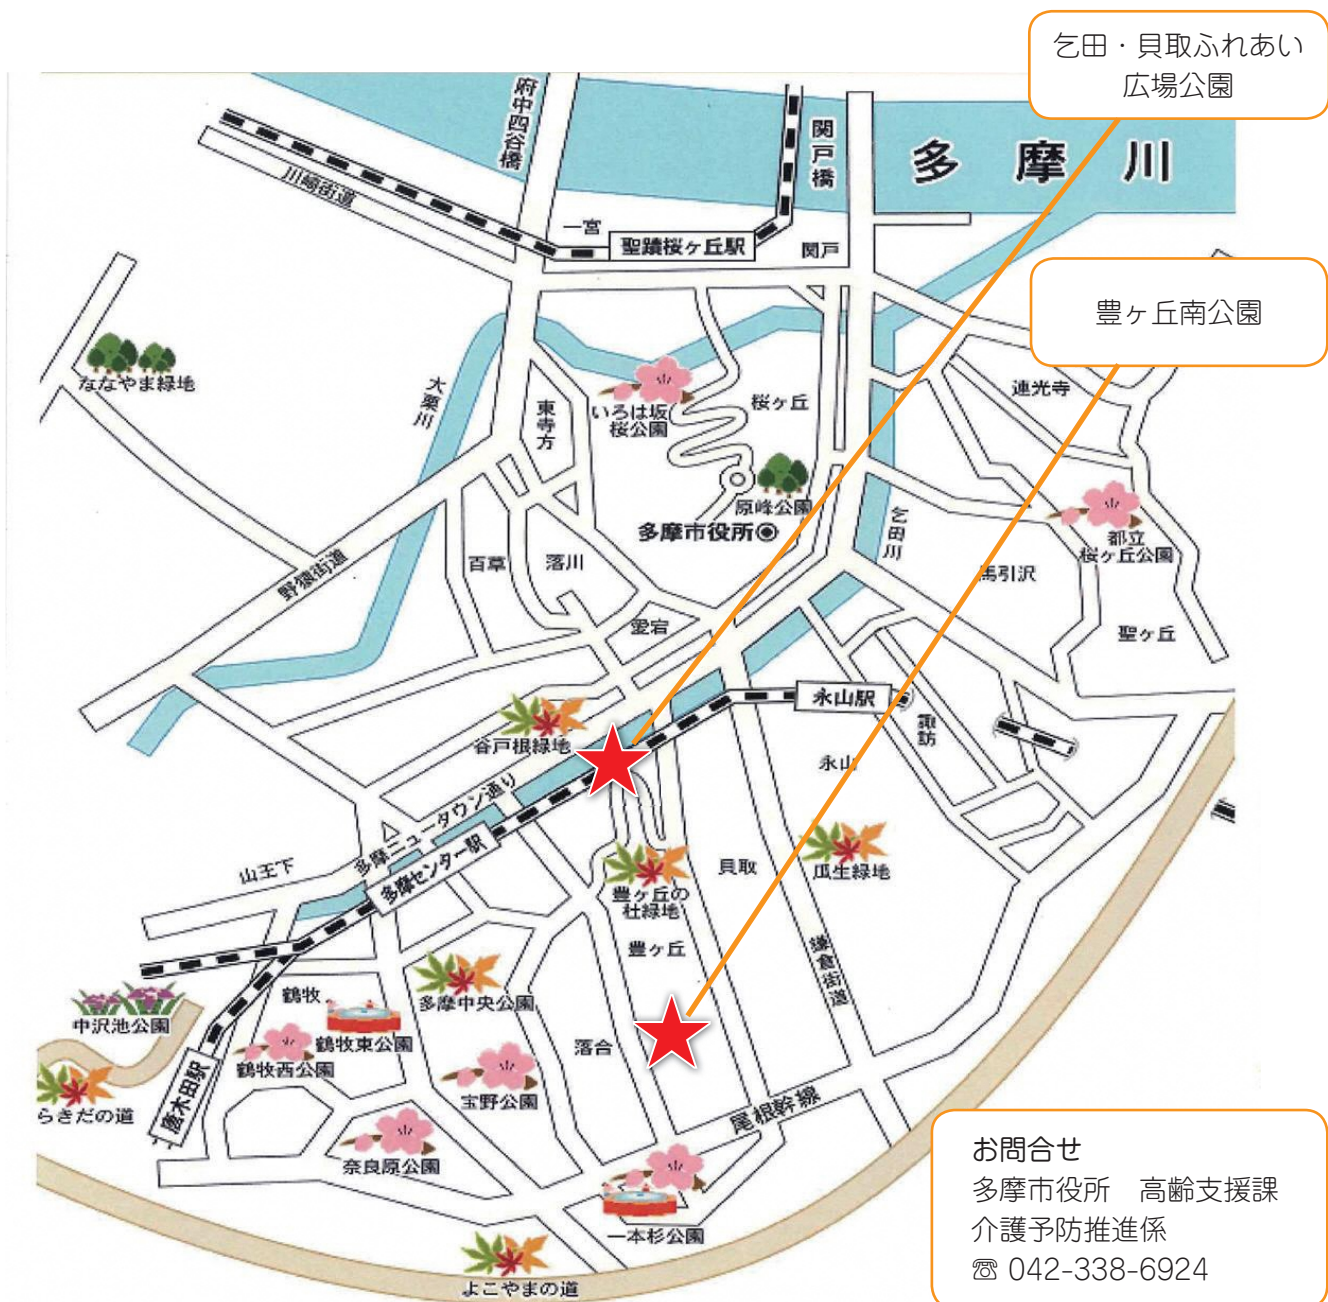 乞田・貝取ふれあい
広場公園
府中四谷橋
関戸橋
多摩川
川崎街道
一宮
聖蹟桜ヶ丘駅
関戸
豊ヶ丘南公園
ななやま緑地
大栗川
東寺方
いろは坂
桜公園
桜ヶ丘
連光寺
原峰公園
多摩市役所
乞田川
都立
桜ヶ丘公園
野猿街道
百草
落川
馬引沢
愛宕
聖ヶ丘
永山駅
諏訪
谷戸根緑地
永山
多摩ニュータウン通り
山王下
多摩センター駅
豊ヶ丘の
杜緑地
貝取
瓜生緑地
豊ヶ丘
鎌倉街道
鶴牧
多摩中央公園
中沢池公園
鶴牧東公園
鶴牧西公園
落合
唐木田駅
らきだの道
宝野公園
尾根幹線
奈良原公園
一本杉公園
よこやまの道
お問合せ
多摩市役所　高齢支援課
介護予防推進係
☎ 042-338-6924